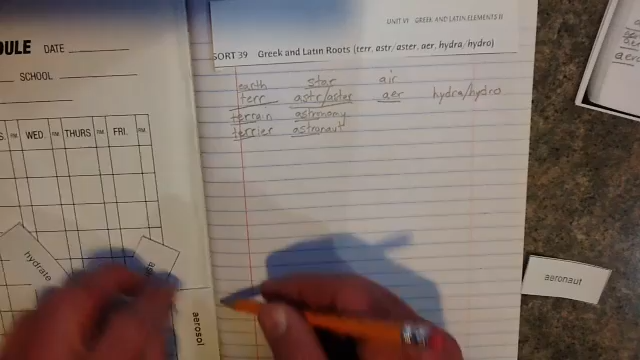 DULE DATE
SCHOOL
WED THURS FRI.
UNIT VI GREEK AND LATIN ELEMENTS II
SORT 39 Greek and Latin Roots (terr, astr/aster, aer, hydra/hydro)
earth star air
terr astr/aster aer hydra/hydro
terrain astronomy
terrier astronaut
hydrate
aerosol
aeronaut